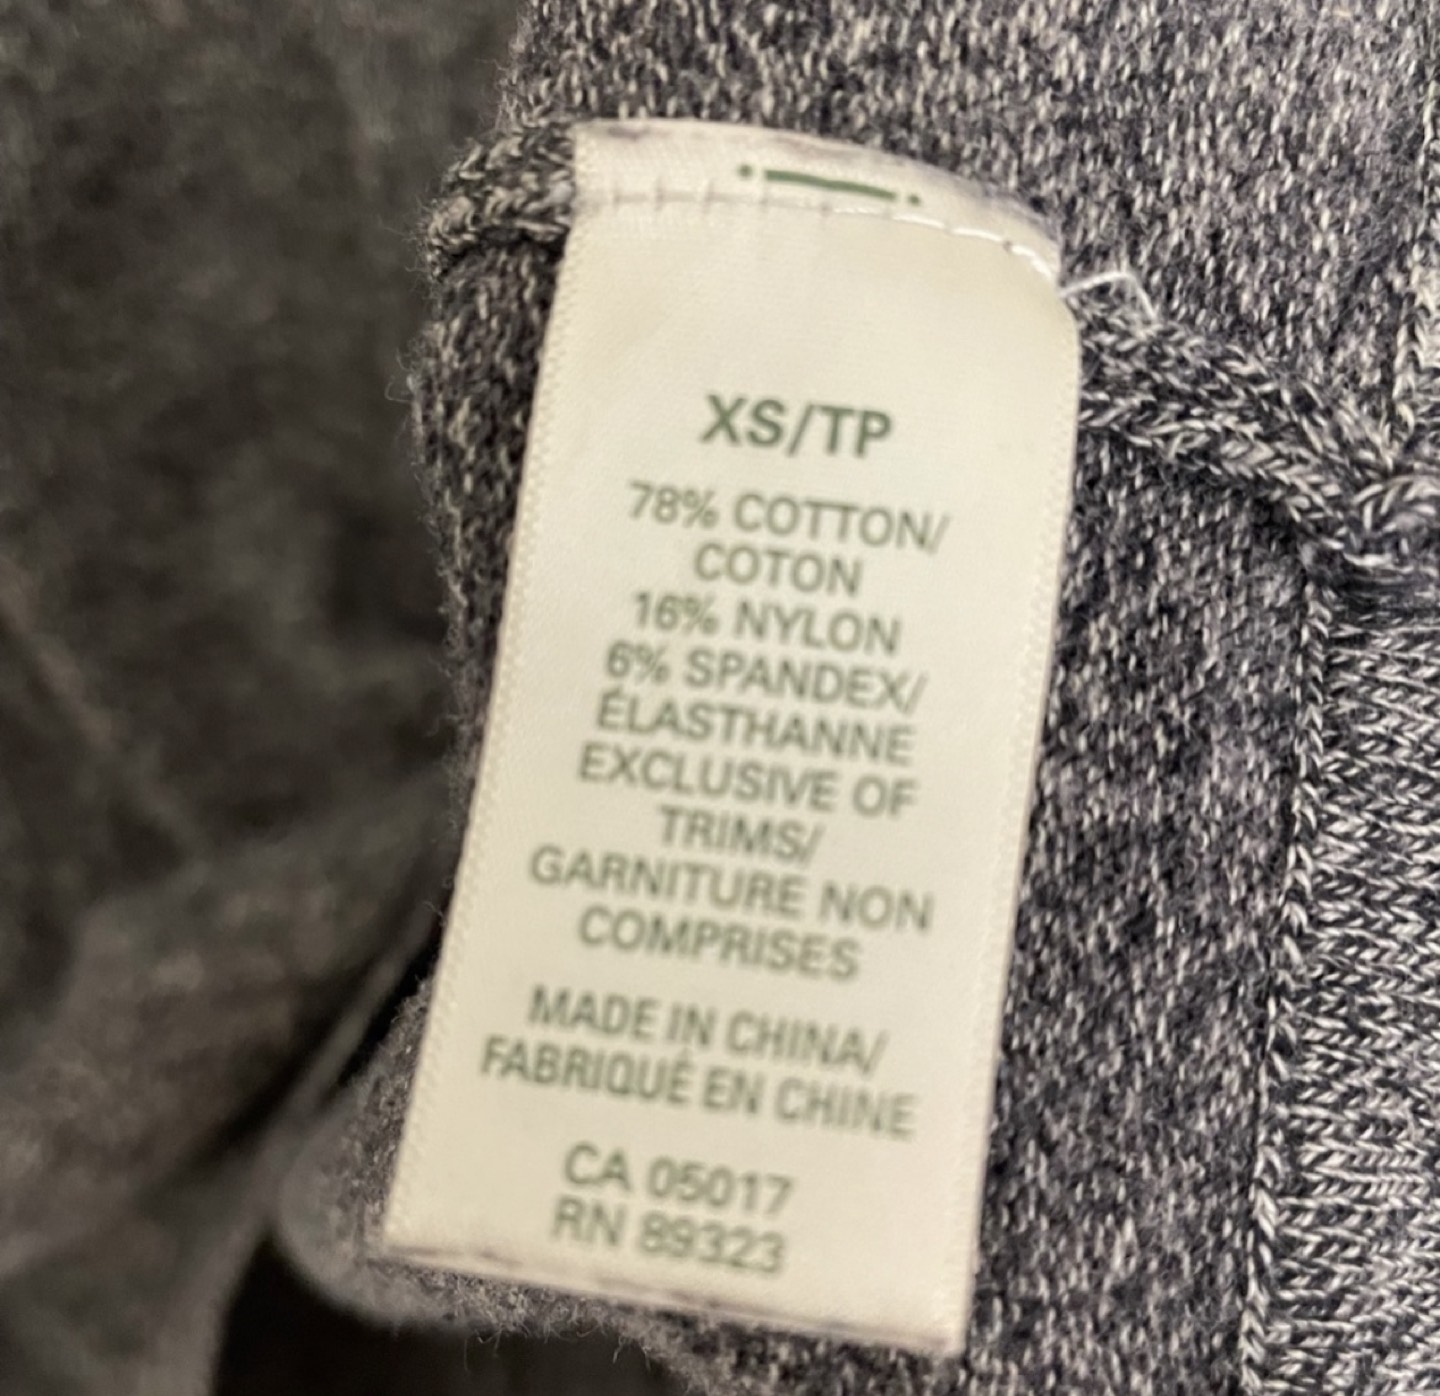 XS/TP
78% COTTON/
COTON
16% NYLON
6% SPANDEX/
ÉLASTHANNE
EXCLUSIVE OF
TRIMS/
GARNITURE NON
COMPRISES
MADE IN CHINA/
FABRIQUÉ EN CHINE
CA 05017
RN 89323